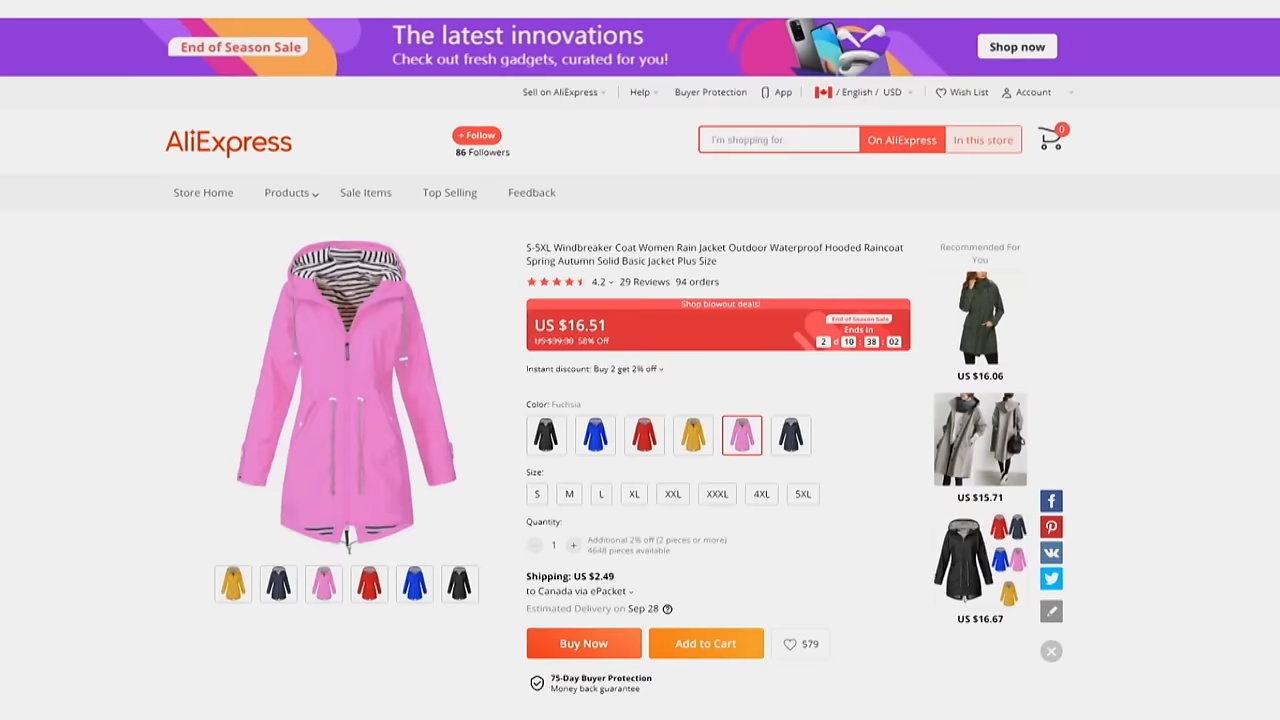 End of Season Sale
The latest innovations
Check out fresh gadgets, curated for you!
Shop now
Sell on AliExpress
Help
Buyer Protection
App
/ English / USD
Wish List
Account
AliExpress
+ Follow
86 Followers
I'm shopping for...
On AliExpress
In this store
0
Store Home
Products
Sale Items
Top Selling
Feedback
S-5XL Windbreaker Coat Women Rain Jacket Outdoor Waterproof Hooded Raincoat
Spring Autumn Solid Basic Jacket Plus Size
4.2
29 Reviews
94 orders
Shop blowout deals!
US $16.51
US $39.30 58% Off
End of Season Sale
Ends in
2 d 10 : 38 : 02
Instant discount: Buy 2 get 2% off
Color: Fuchsia
Size:
S
M
L
XL
XXL
XXXL
4XL
5XL
Quantity:
1
+
Additional 2% off (2 pieces or more)
4648 pieces available
Shipping: US $2.49
to Canada via ePacket
Estimated Delivery on Sep 28
Buy Now
Add to Cart
579
75-Day Buyer Protection
Money back guarantee
Recommended For
You
US $16.06
US $15.71
US $16.67